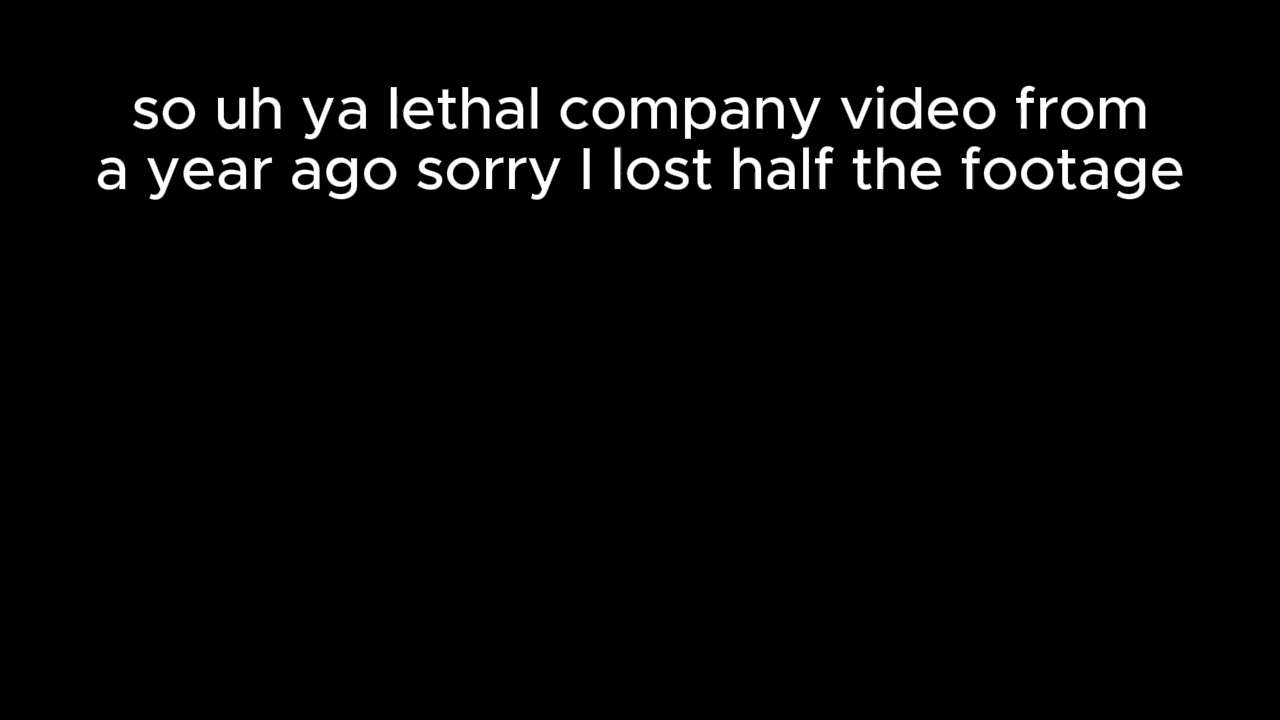 so uh ya lethal company video from
a year ago sorry I lost half the footage